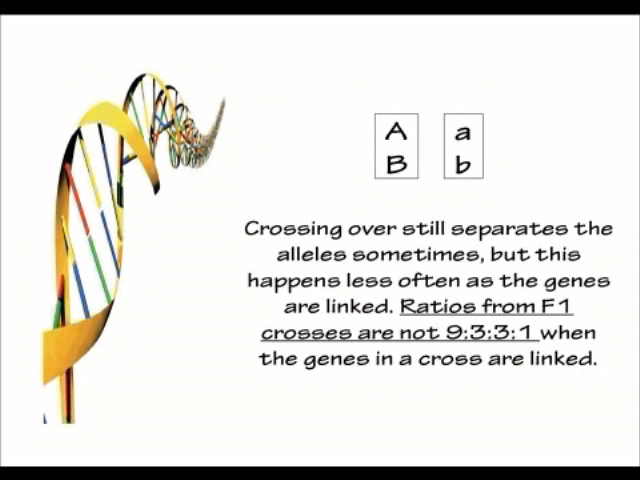 A a
B b
Crossing over still separates the
alleles sometimes, but this
happens less often as the genes
are linked. Ratios from F1
crosses are not 9:3:3:1 when
the genes in a cross are linked.